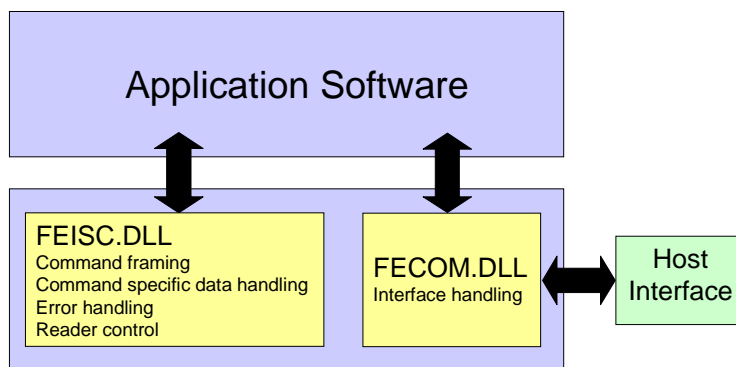 Application Software
FEISC.DLL
Command framing
Command specific data handling
Error handling
Reader control
FECOM.DLL
Interface handling
Host
Interface